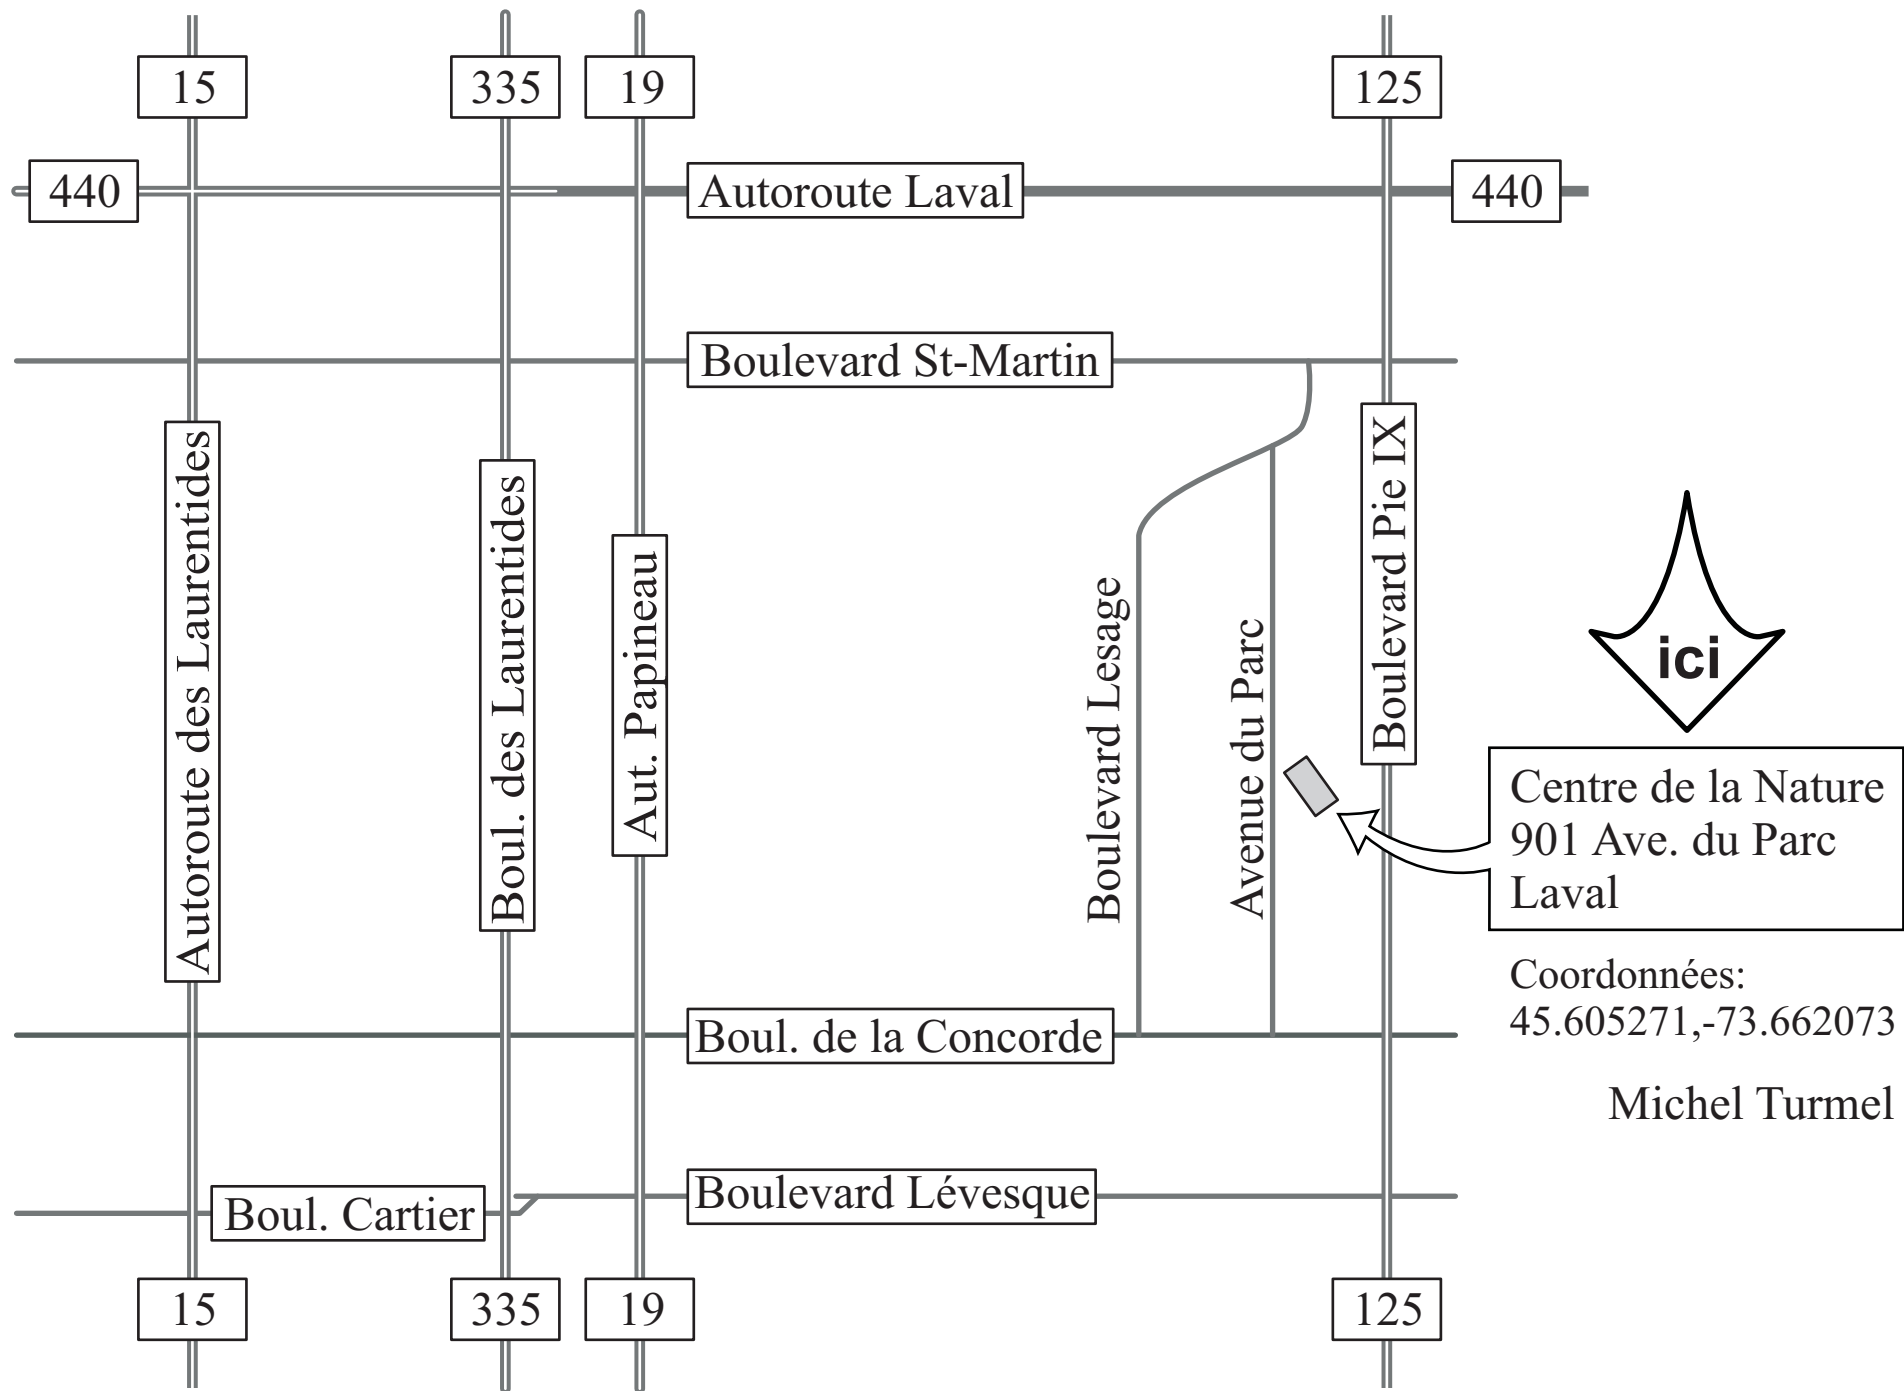 15
335
19
125
440
Autoroute Laval
440
Boulevard St-Martin
Autoroute des Laurentides
Boul. des Laurentides
Aut. Papineau
Boulevard Lesage
Avenue du Parc
Boulevard Pie IX
ici
Centre de la Nature
901 Ave. du Parc
Laval
Coordonnées:
45.605271,-73.662073
Boul. de la Concorde
Michel Turmel
Boul. Cartier
Boulevard Lévesque
15
335
19
125